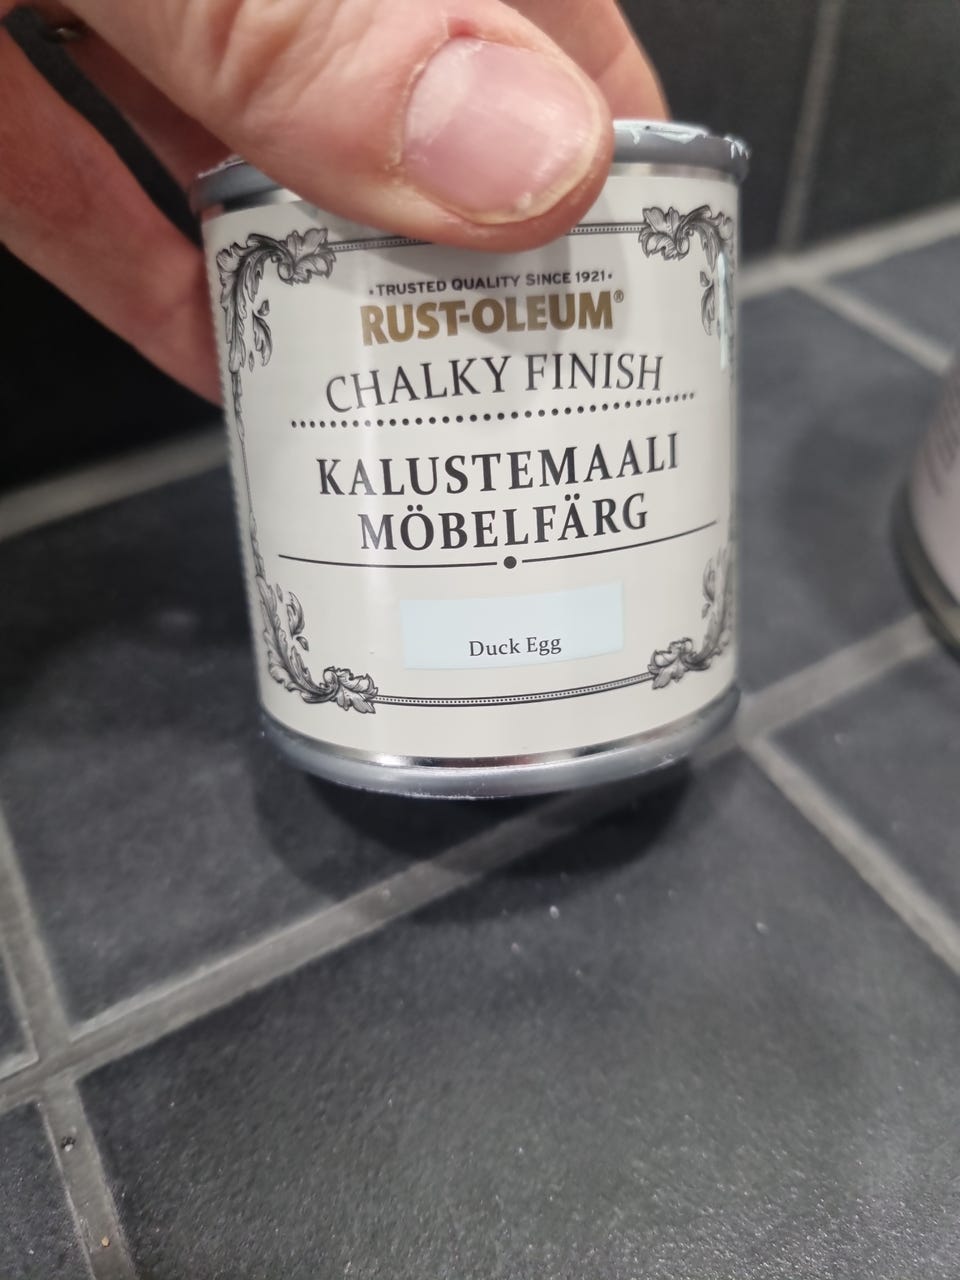 •TRUSTED QUALITY SINCE 1921•
RUST-OLEUM®
CHALKY FINISH
KALUSTEMAALI
MÖBELFÄRG
Duck Egg